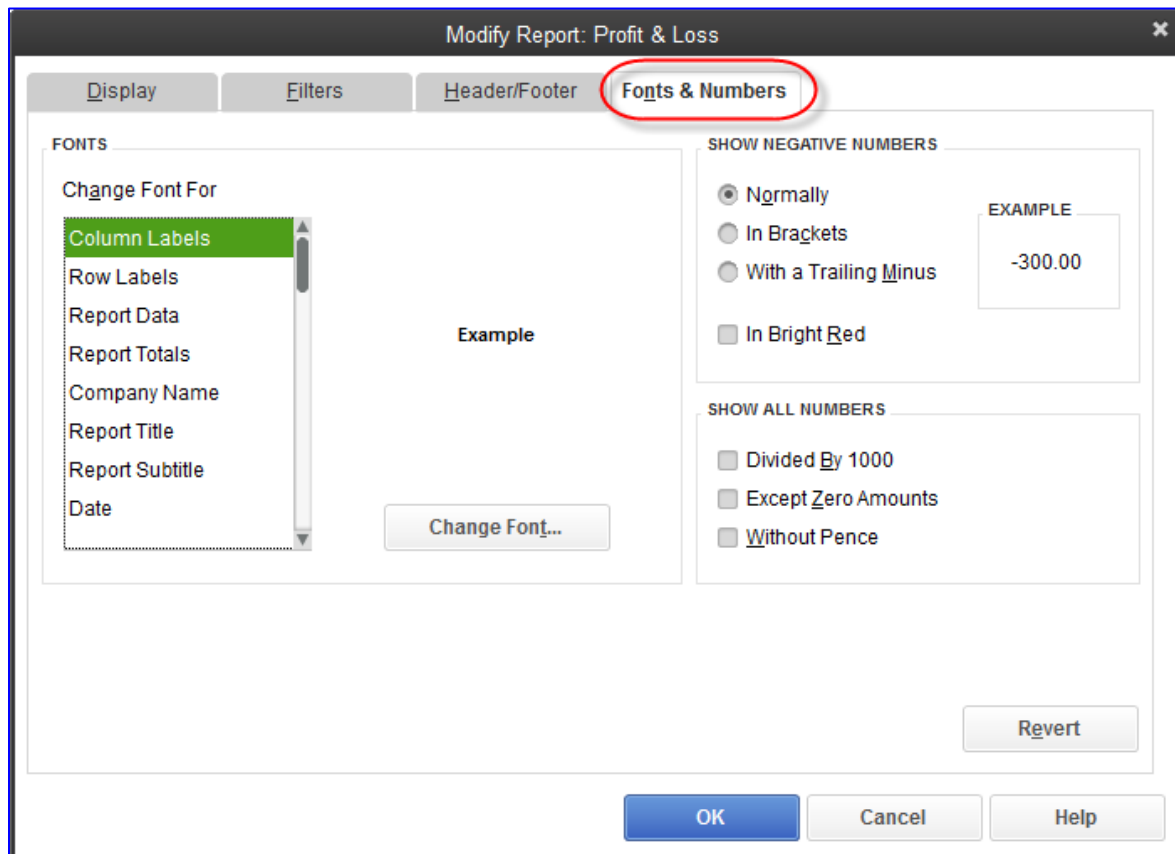 Modify Report: Profit & Loss
Display
Filters
Header/Footer
Fonts & Numbers
FONTS
Change Font For
Column Labels
Row Labels
Report Data
Report Totals
Company Name
Report Title
Report Subtitle
Date
Example
Change Font...
SHOW NEGATIVE NUMBERS
Normally
In Brackets
With a Trailing Minus
In Bright Red
EXAMPLE
-300.00
SHOW ALL NUMBERS
Divided By 1000
Except Zero Amounts
Without Pence
Revert
OK
Cancel
Help